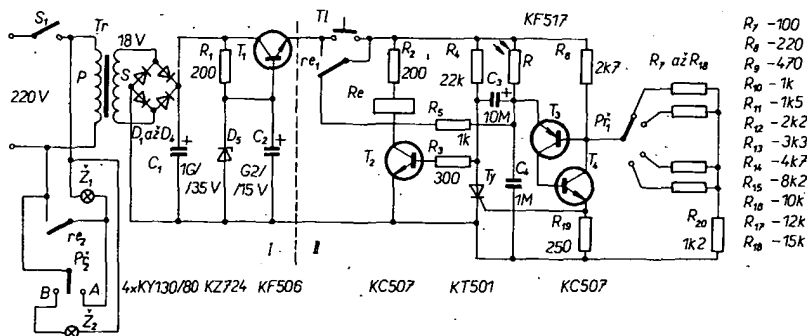 S₁
220 V
Tr
P
18 V
S
D₁ až D₄
C₁
1G/
/35 V
R₁
200
T₁
D₅
C₂
G2/
/15 V
I
II
re₁
Tl
R₂
200
Re
T₂
R₃
300
R₄
22k
C₃
10M
R₅
1k
Ty
C₄
1M
R
KF517
T₃
R₆
2k7
Př₁
T₄
R₁₉
250
R₇ až R₁₈
R₂₀
1k2
Ž₁
re₂
Př₂
B
A
Ž₂
4xKY130/80
KZ724
KF506
KC507
KT501
KC507
R₇ -100
R₈ -220
R₉ -470
R₁₀ -1k
R₁₁ -1k5
R₁₂ -2k2
R₁₃ -3k3
R₁₄ -4k7
R₁₅ -8k2
R₁₆ -10k
R₁₇ -12k
R₁₈ -15k